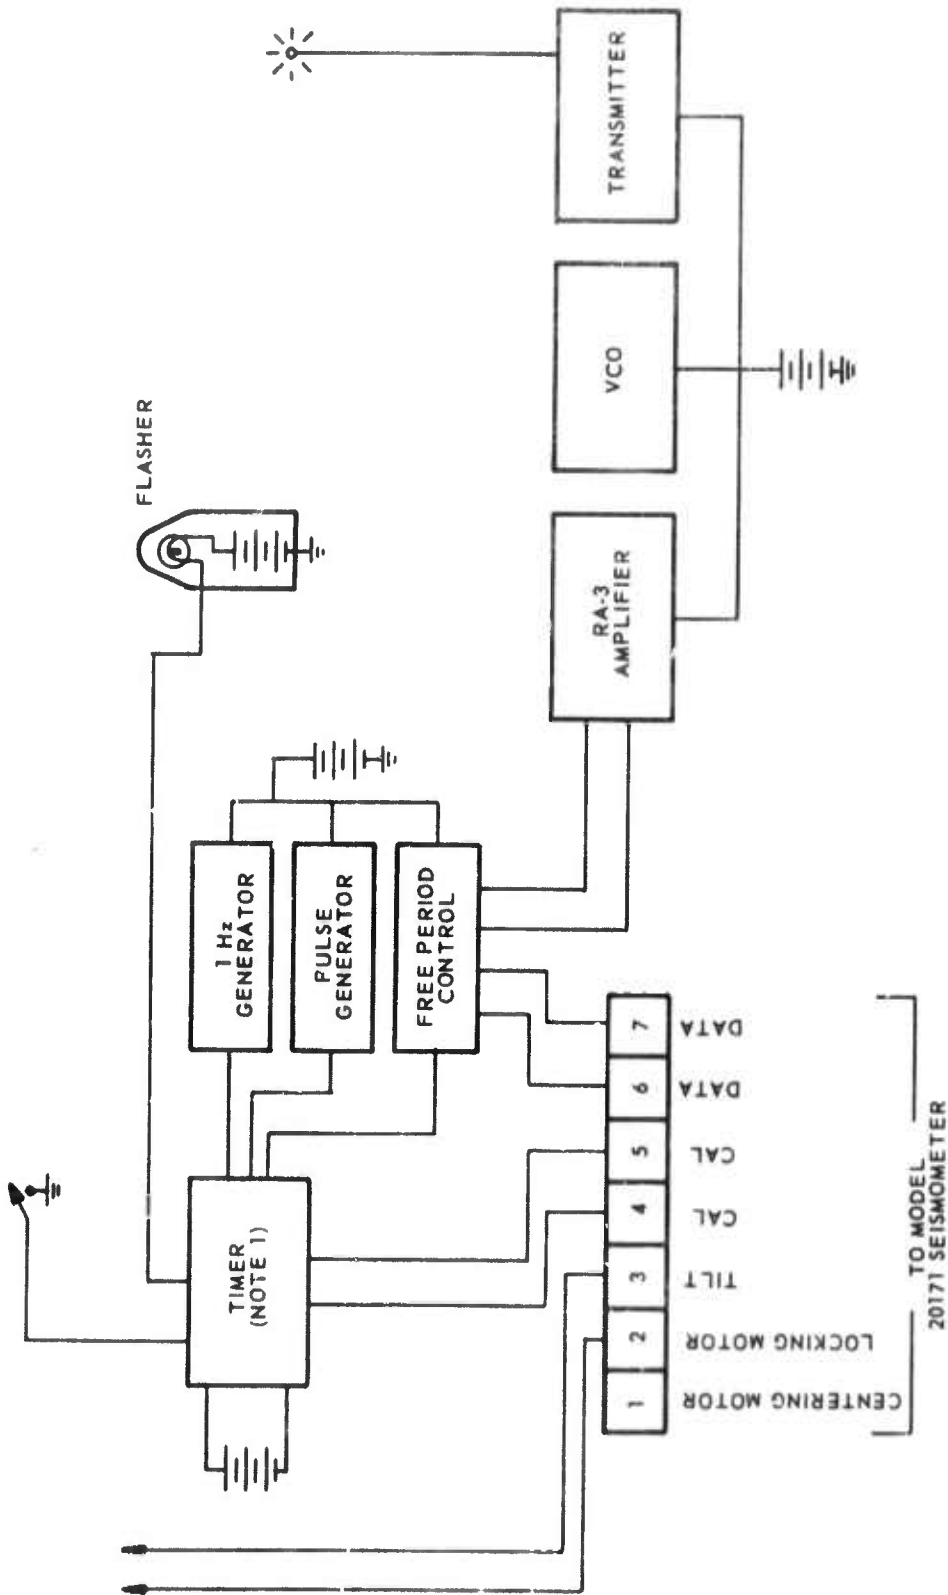 FLASHER
TRANSMITTER
VCO
RA-3
AMPLIFIER
1 Hz
GENERATOR
PULSE
GENERATOR
FREE PERIOD
CONTROL
TIMER
(NOTE 1)
1
2
3
4
5
6
7
CENTERING MOTOR
LOCKING MOTOR
TILT
CAL
CAL
DATA
DATA
TO MODEL
20171 SEISMOMETER